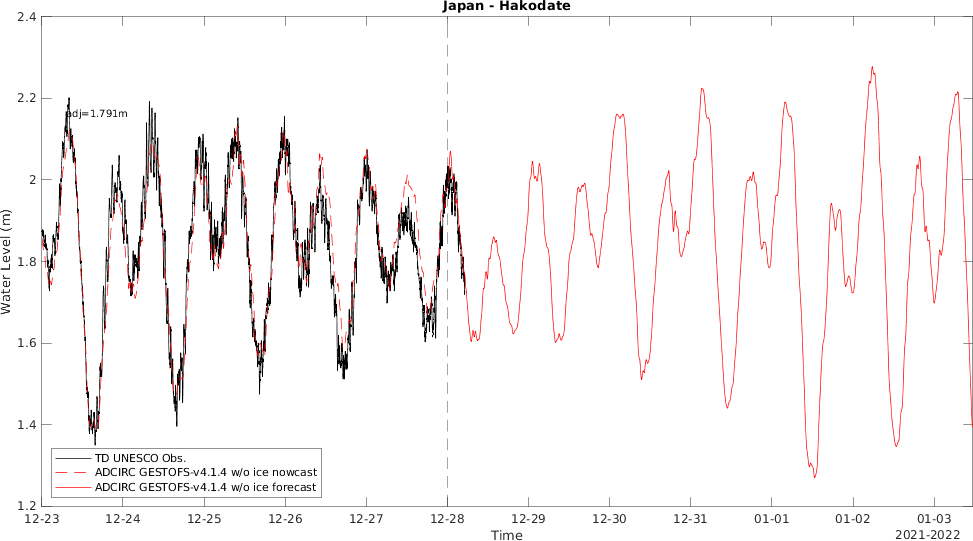 Japan - Hakodate
2.4
2.2
2
1.8
1.6
1.4
1.2
Water Level (m)
adj=1.791m
TD UNESCO Obs.
ADCIRC GESTOFS-v4.1.4 w/o ice nowcast
ADCIRC GESTOFS-v4.1.4 w/o ice forecast
12-23 12-24 12-25 12-26 12-27 12-28 12-29 12-30 12-31 01-01 01-02 01-03
Time
2021-2022